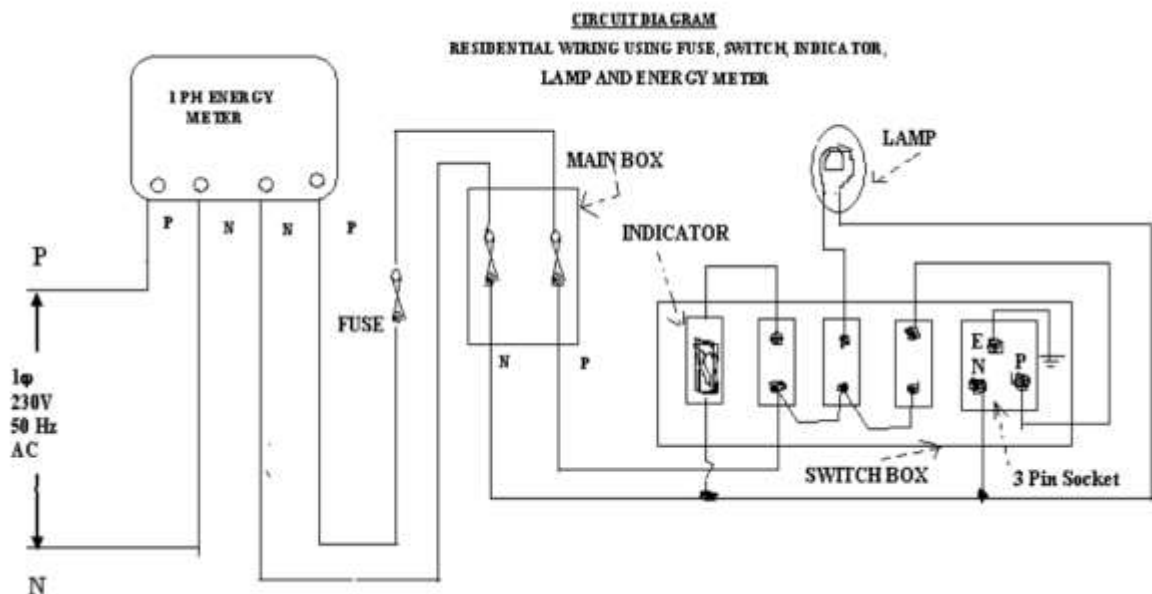 CIRCUIT DIAGRAM
RESIDENTIAL WIRING USING FUSE, SWITCH, INDICATOR,
LAMP AND ENERGY METER
1 PH ENERGY
METER
P
N
N
P
P
FUSE
MAIN BOX
N
P
LAMP
INDICATOR
E
N
P
SWITCH BOX
3 Pin Socket
1φ
230V
50 Hz
AC
N